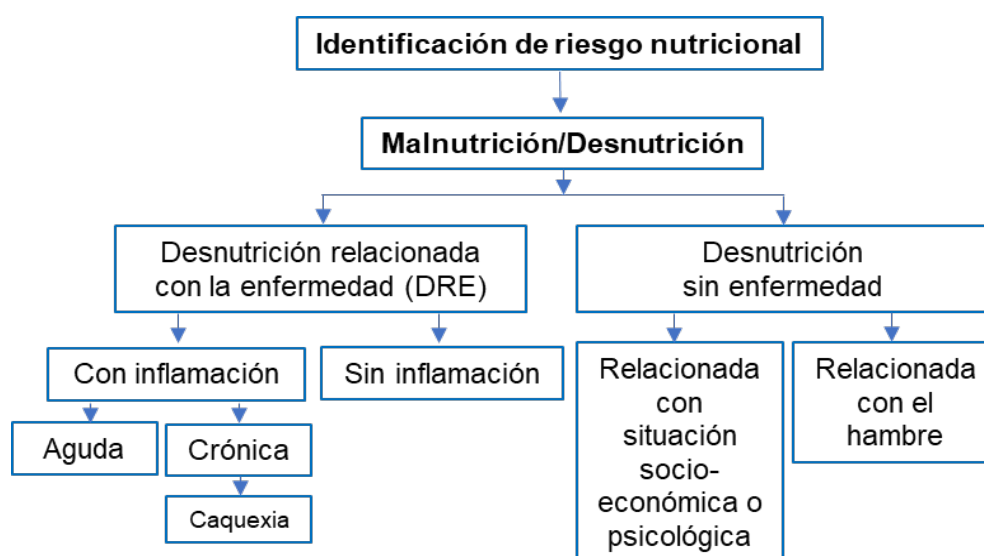 Identificación de riesgo nutricional
Malnutrición/Desnutrición
Desnutrición relacionada
con la enfermedad (DRE)
Desnutrición
sin enfermedad
Con inflamación
Sin inflamación
Relacionada
con
situación
socio-
económica o
psicológica
Relacionada
con el
hambre
Aguda
Crónica
Caquexia